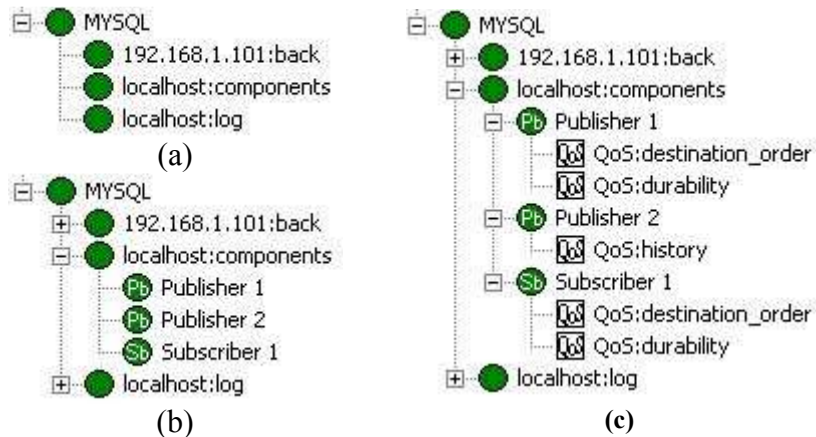 MYSQL
192.168.1.101:back
localhost:components
localhost:log
(a)
MYSQL
192.168.1.101:back
localhost:components
Pb Publisher 1
Pb Publisher 2
Sb Subscriber 1
localhost:log
(b)
MYSQL
192.168.1.101:back
localhost:components
Pb Publisher 1
QoS QoS:destination_order
QoS QoS:durability
Pb Publisher 2
QoS QoS:history
Sb Subscriber 1
QoS QoS:destination_order
QoS QoS:durability
localhost:log
(c)